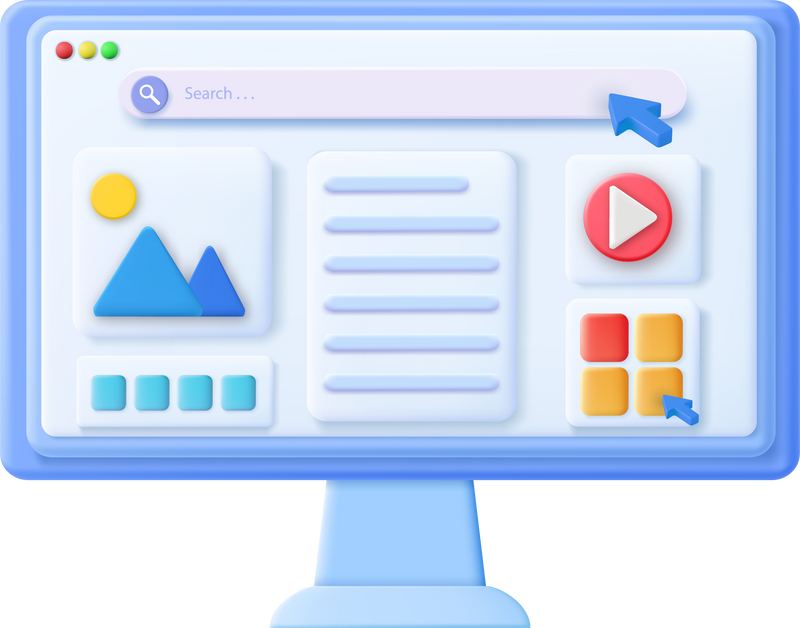 Search . . .